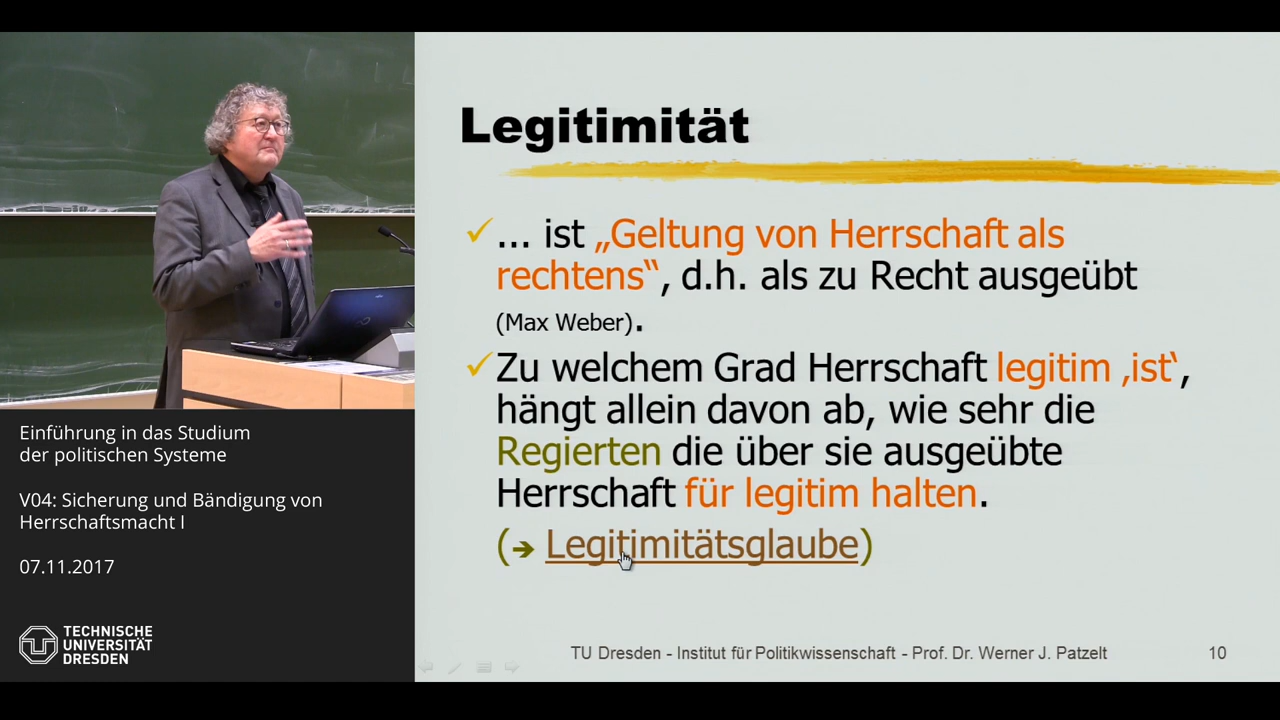 Legitimität
... ist „Geltung von Herrschaft als
rechtens“, d.h. als zu Recht ausgeübt
(Max Weber).
Zu welchem Grad Herrschaft legitim ‚ist‘,
hängt allein davon ab, wie sehr die
Regierten die über sie ausgeübte
Herrschaft für legitim halten.
(➔ Legitimitätsglaube)
TU Dresden - Institut für Politikwissenschaft - Prof. Dr. Werner J. Patzelt
10
Einführung in das Studium
der politischen Systeme
V04: Sicherung und Bändigung von
Herrschaftsmacht I
07.11.2017
TECHNISCHE
UNIVERSITÄT
DRESDEN